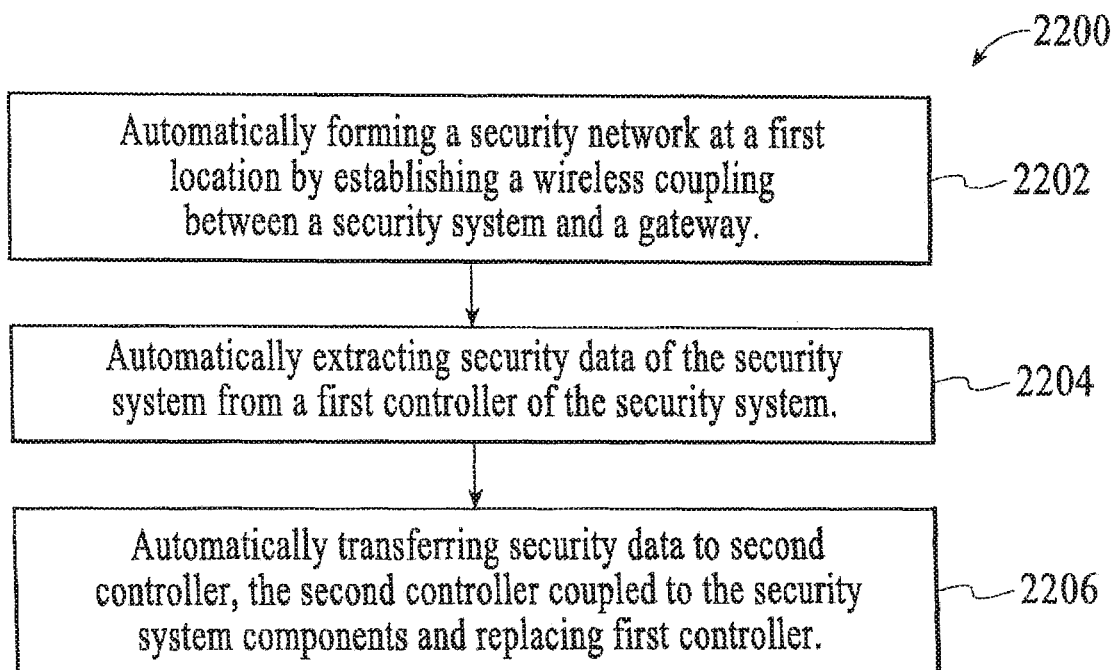 2200
Automatically forming a security network at a first
location by establishing a wireless coupling
between a security system and a gateway.
2202
Automatically extracting security data of the security
system from a first controller of the security system.
2204
Automatically transferring security data to second
controller, the second controller coupled to the security
system components and replacing first controller.
2206